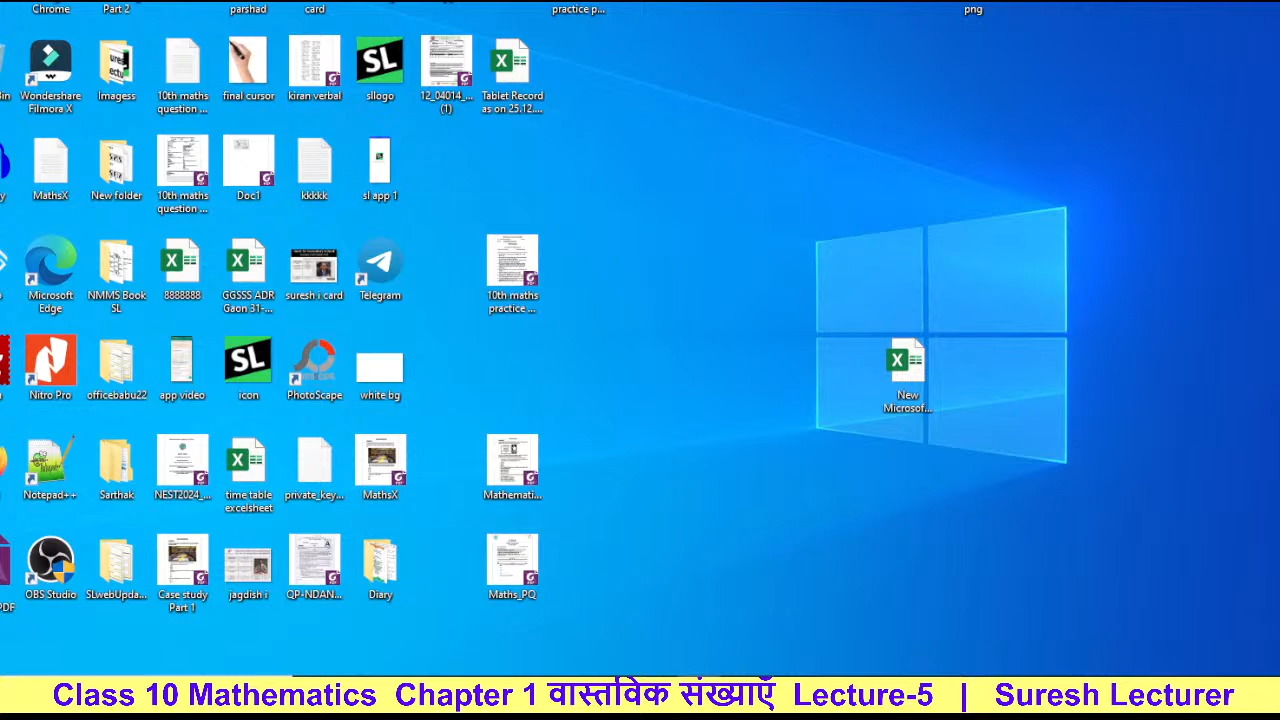 Chrome
Part 2
parshad
card
practice p...
png
Wondershare
Filmora X
Imagess
10th maths
question ...
final cursor
kiran verbal
SL
sllogo
12_04014_...
(1)
Tablet Record
as on 25.12....
MathsX
New folder
10th maths
question ...
Doc1
kkkkk
sl app 1
Microsoft
Edge
NMMS Book
SL
8888888
GGSSS ADR
Gaon 31-...
suresh i card
Telegram
10th maths
practice ...
Nitro Pro
officebabu22
app video
SL
icon
PhotoScape
white bg
New
Microsof...
Notepad++
Sarthak
NEST2024_...
time table
excelsheet
private_key...
MathsX
Mathemati...
PDF
OBS Studio
SLwebUpda...
Case study
Part 1
jagdish i
QP-NDAN...
Diary
Maths_PQ
Class 10 Mathematics Chapter 1 वास्तविक संख्याएँ Lecture-5 | Suresh Lecturer